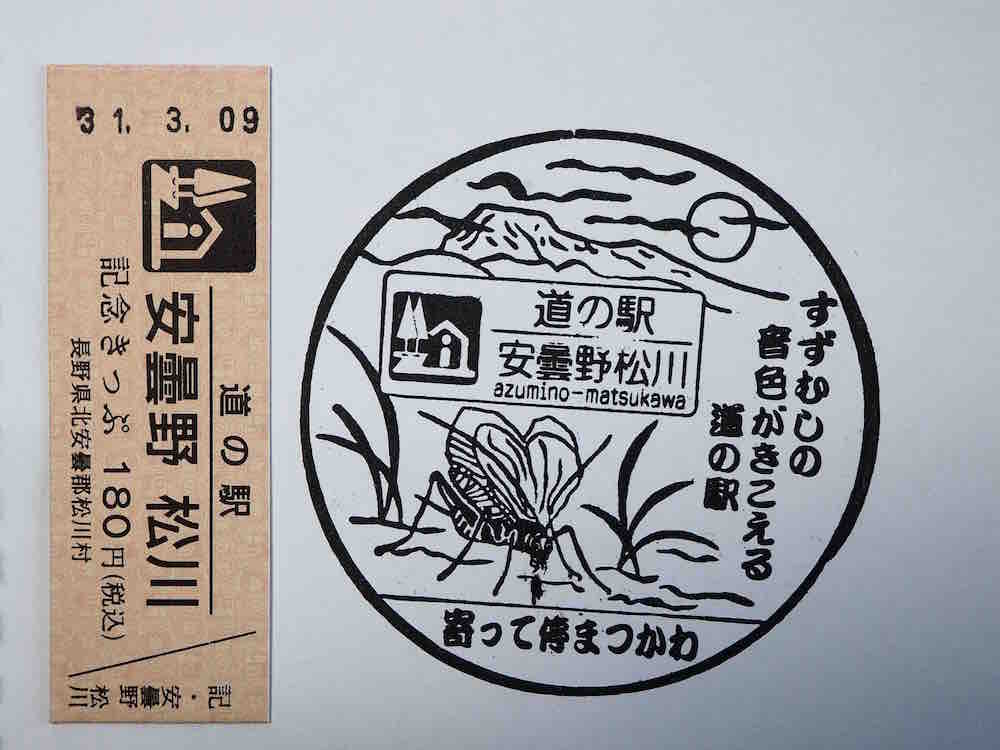 31. 3. 09
道の駅
安曇野 松川
記念きっぷ 180円(税込)
長野県北安曇郡松川村
記・安曇野
松川
道の駅
安曇野松川
azumino-matsukawa
すずむしの
音色がきこえる
道の駅
寄って停まつかわ